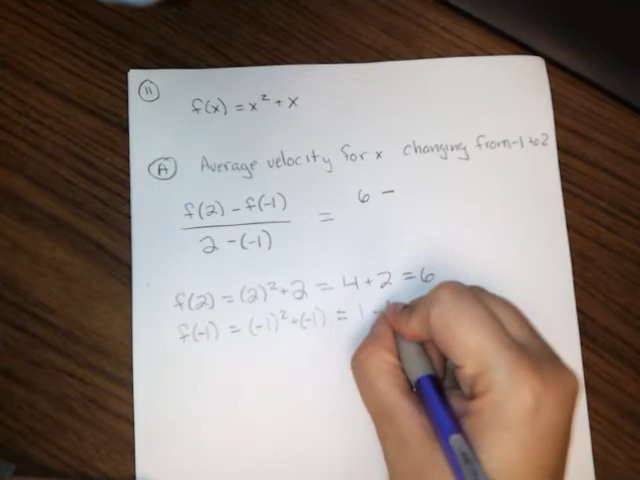 11
f(x) = x² + x
A Average velocity for x changing from -1 to 2
f(2) - f(-1) / 2 - (-1) = 6 -
f(2) = (2)² + 2 = 4 + 2 = 6
f(-1) = (-1)² + (-1) = 1 -